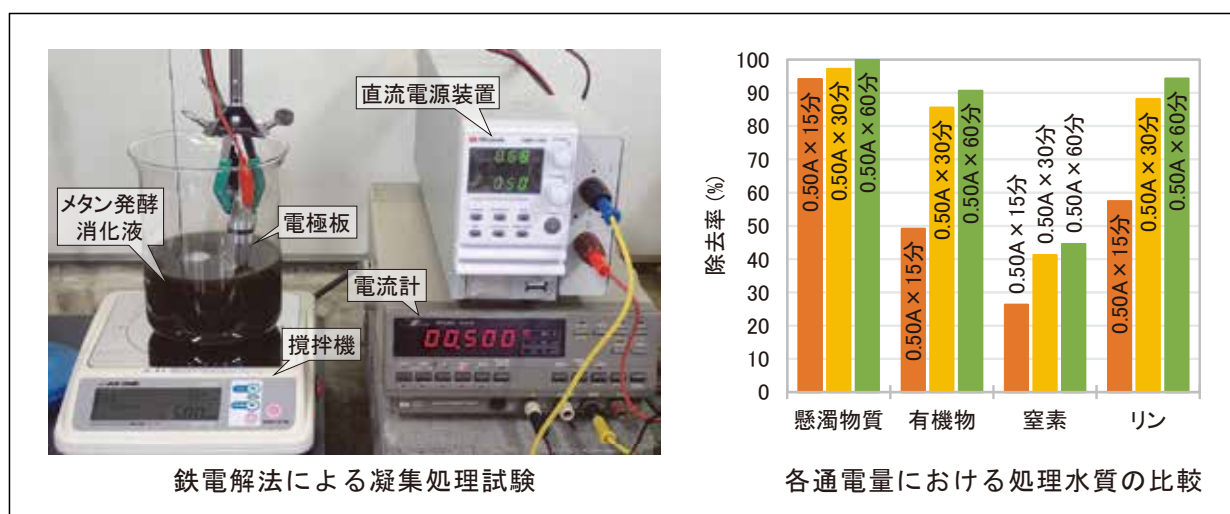 直流電源装置
メタン発酵
消化液
電極板
電流計
00.500
0.50
撹拌機
500
鉄電解法による凝集処理試験
除去率 (%)
100
90
80
70
60
50
40
30
20
10
0
0.50A×15分
0.50A×30分
0.50A×60分
0.50A×15分
0.50A×30分
0.50A×60分
0.50A×15分
0.50A×30分
0.50A×60分
0.50A×15分
0.50A×30分
0.50A×60分
懸濁物質
有機物
窒素
リン
各通電量における処理水質の比較